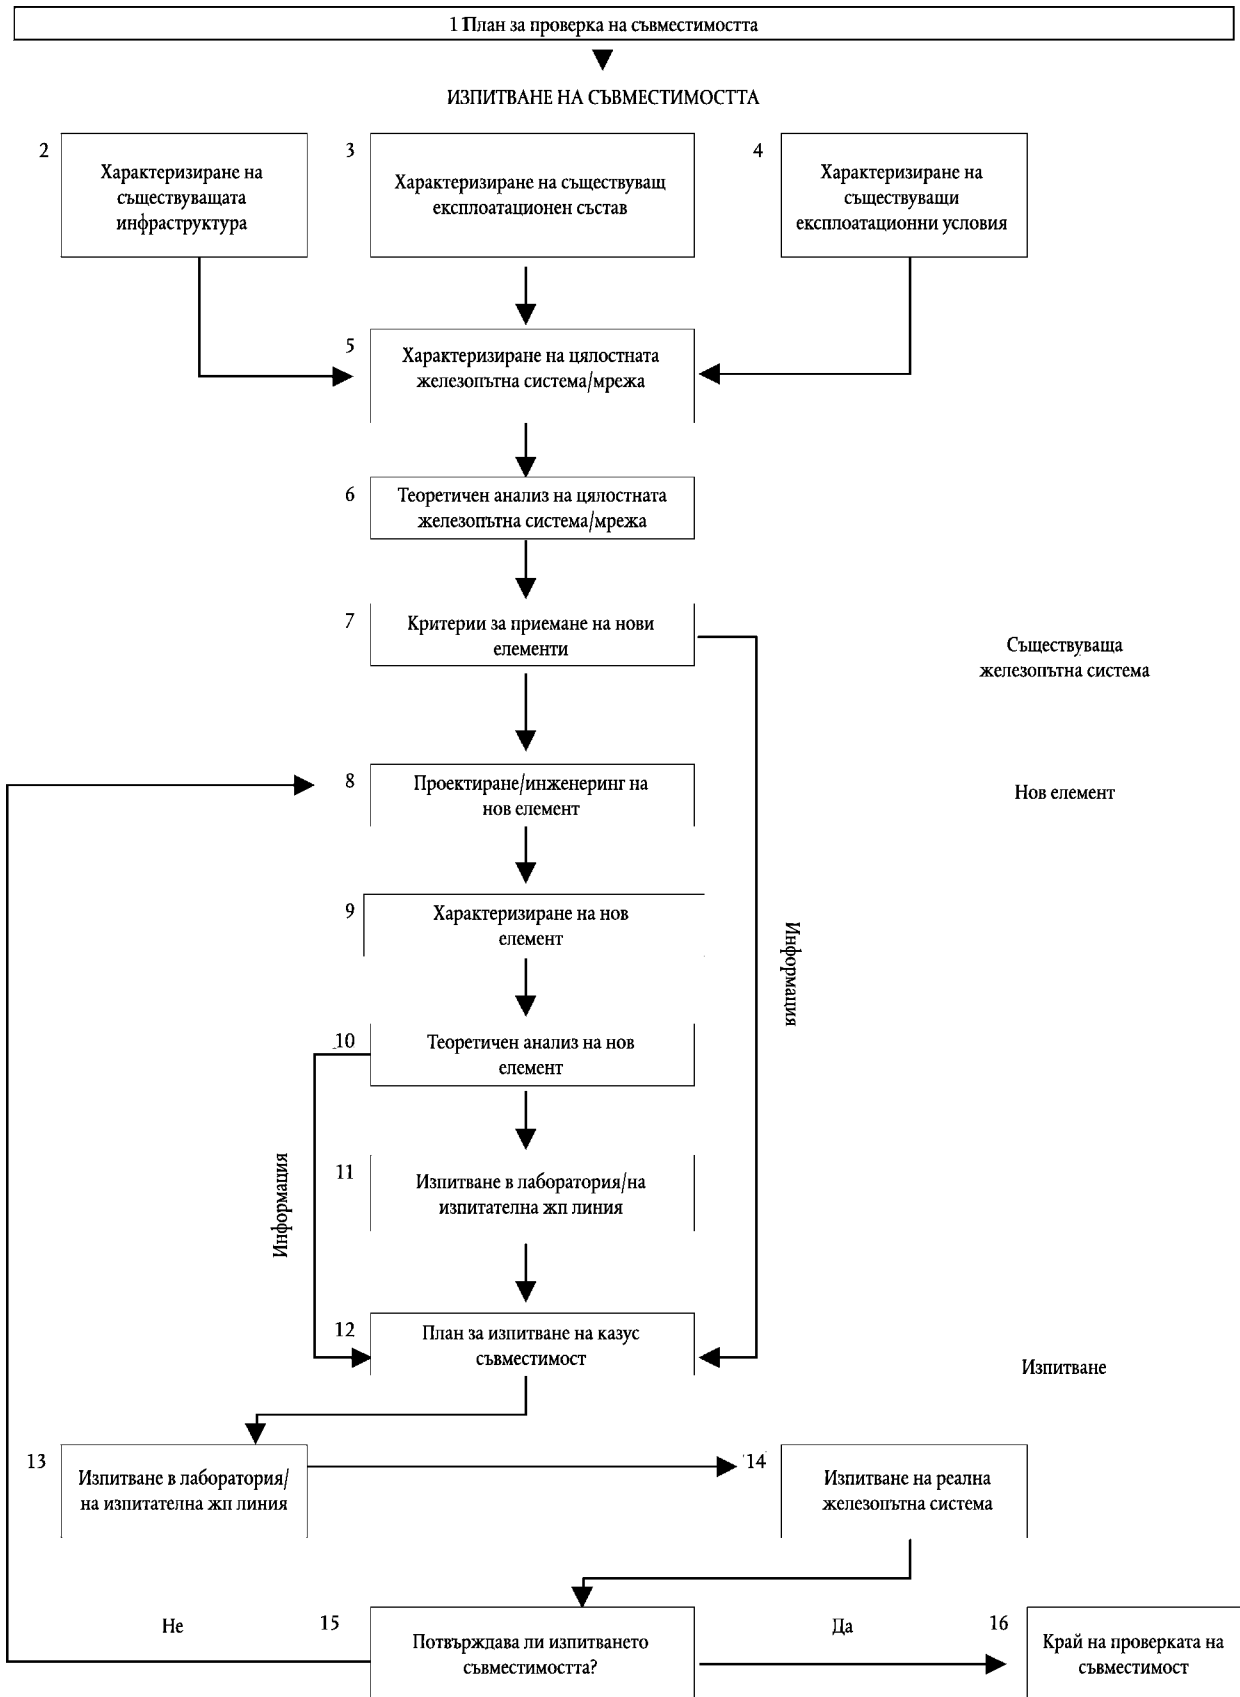 1 План за проверка на съвместимостта
ИЗПИТВАНЕ НА СЪВМЕСТИМОСТТА
2
Характеризиране на
съществуващата
инфраструктура
3
Характеризиране на съществуващ
експлоатационен състав
4
Характеризиране на
съществуващи
експлоатационни условия
5
Характеризиране на цялостната
железопътна система/мрежа
6
Теоретичен анализ на цялостната
железопътна система/мрежа
7
Критерии за приемане на нови
елементи
Съществуваща
железопътна система
8
Проектиране/инженеринг на
нов елемент
Нов елемент
9
Характеризиране на нов
елемент
Информация
10
Теоретичен анализ на нов
елемент
Информация
11
Изпитване в лаборатория/на
изпитателна жп линия
12
План за изпитване на казус
съвместимост
Изпитване
13
Изпитване в лаборатория/
на изпитателна жп линия
14
Изпитване на реална
железопътна система
Не
15
Потвърждава ли изпитването
съвместимостта?
Да
16
Край на проверката на
съвместимост